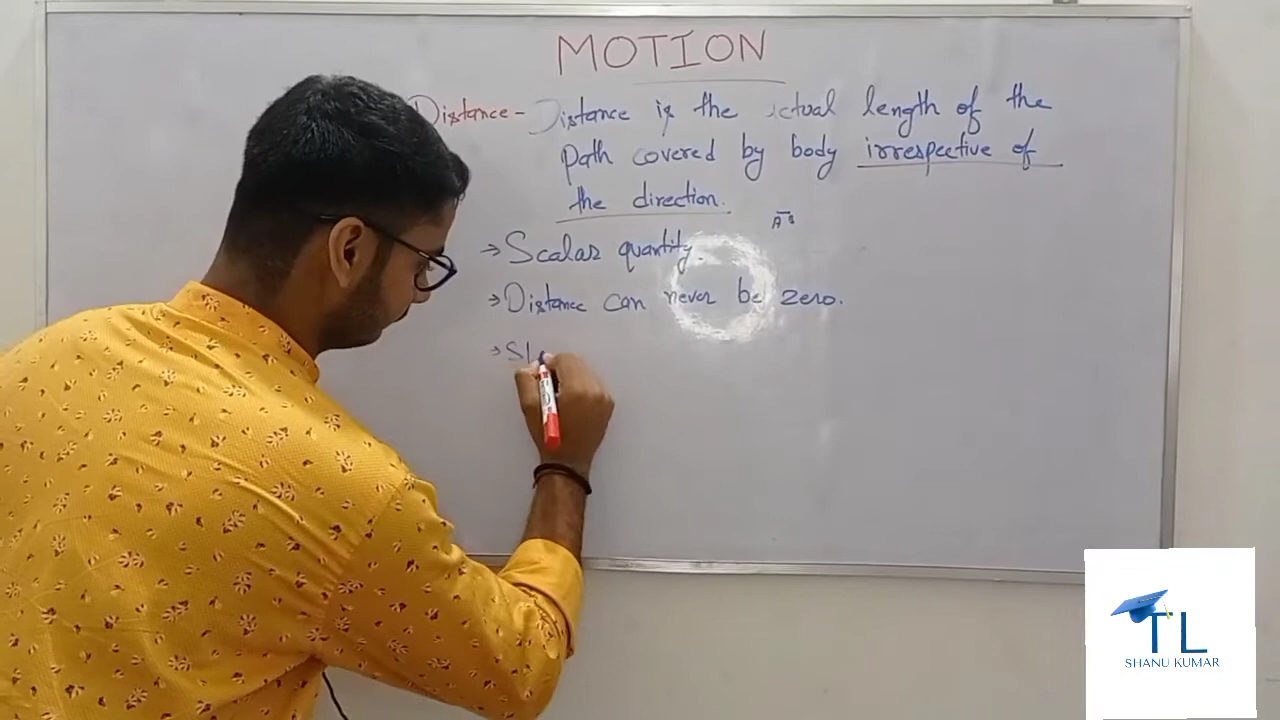 MOTION
Distance - Distance is the actual length of the
Path covered by body irrespective of
the direction.
→ Scalar quantity.
→ Distance can never be zero.
→ SI
TL
SHANU KUMAR